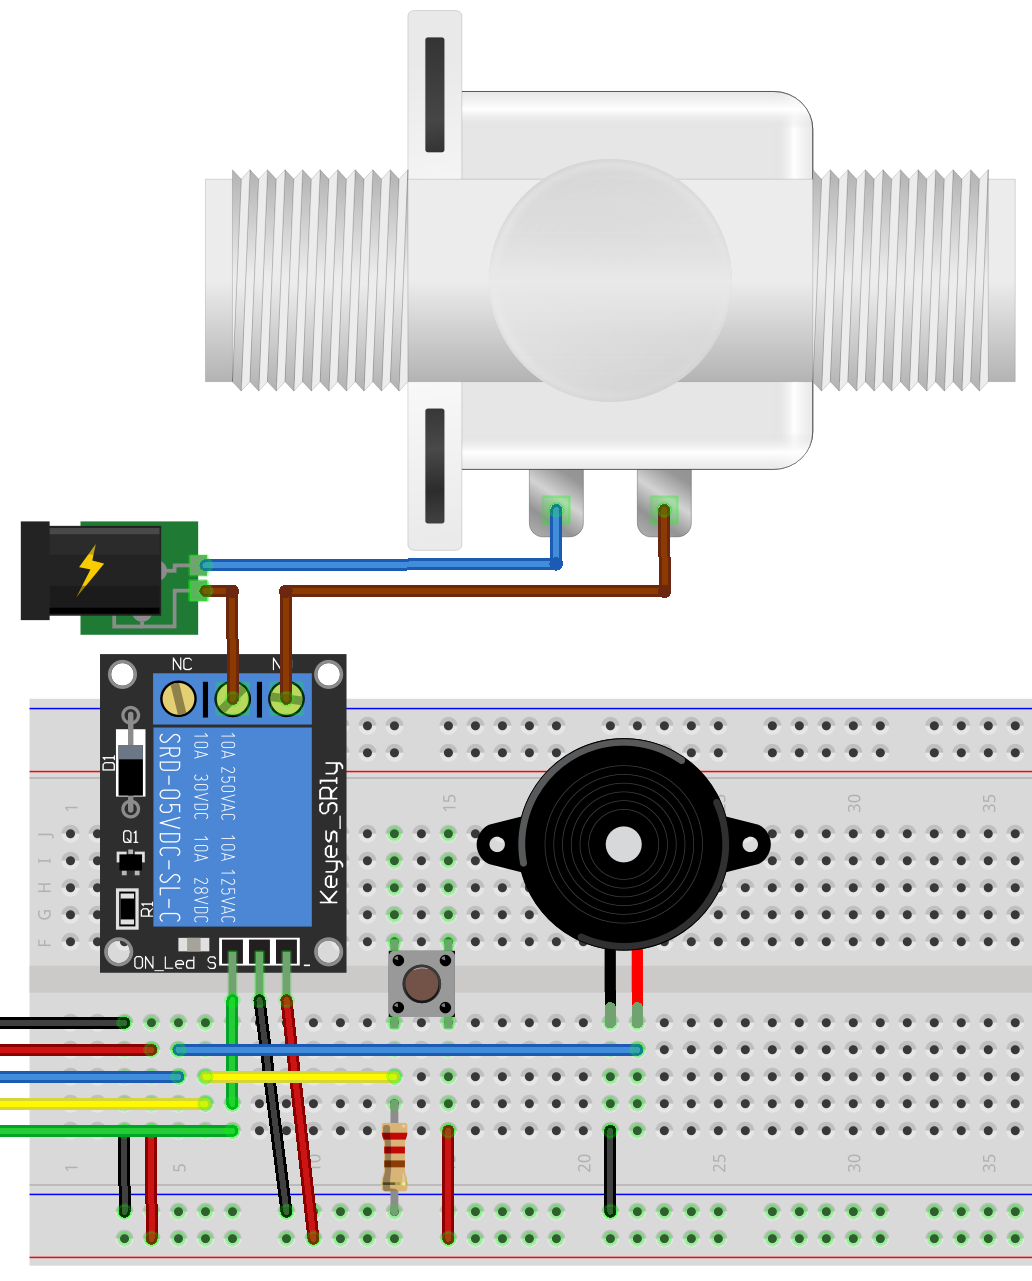 NC
D1
Q1
R1
SRD-05VDC-SL-C
10A 30VDC 10A 28VDC
10A 250VAC 10A 125VAC
Keyes_SRly
ON_Led S -
1 15 30 35
J
I
H
G
F
1 5 10 20 25 30 35